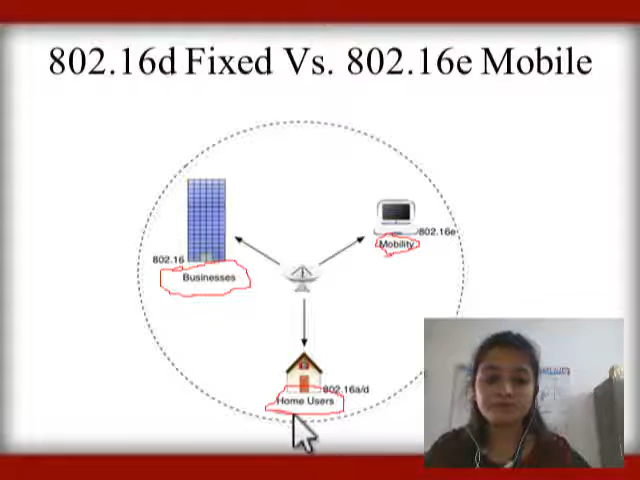 802.16d Fixed Vs. 802.16e Mobile
802.16e
Mobility
802.16
Businesses
802.16a/d
Home Users